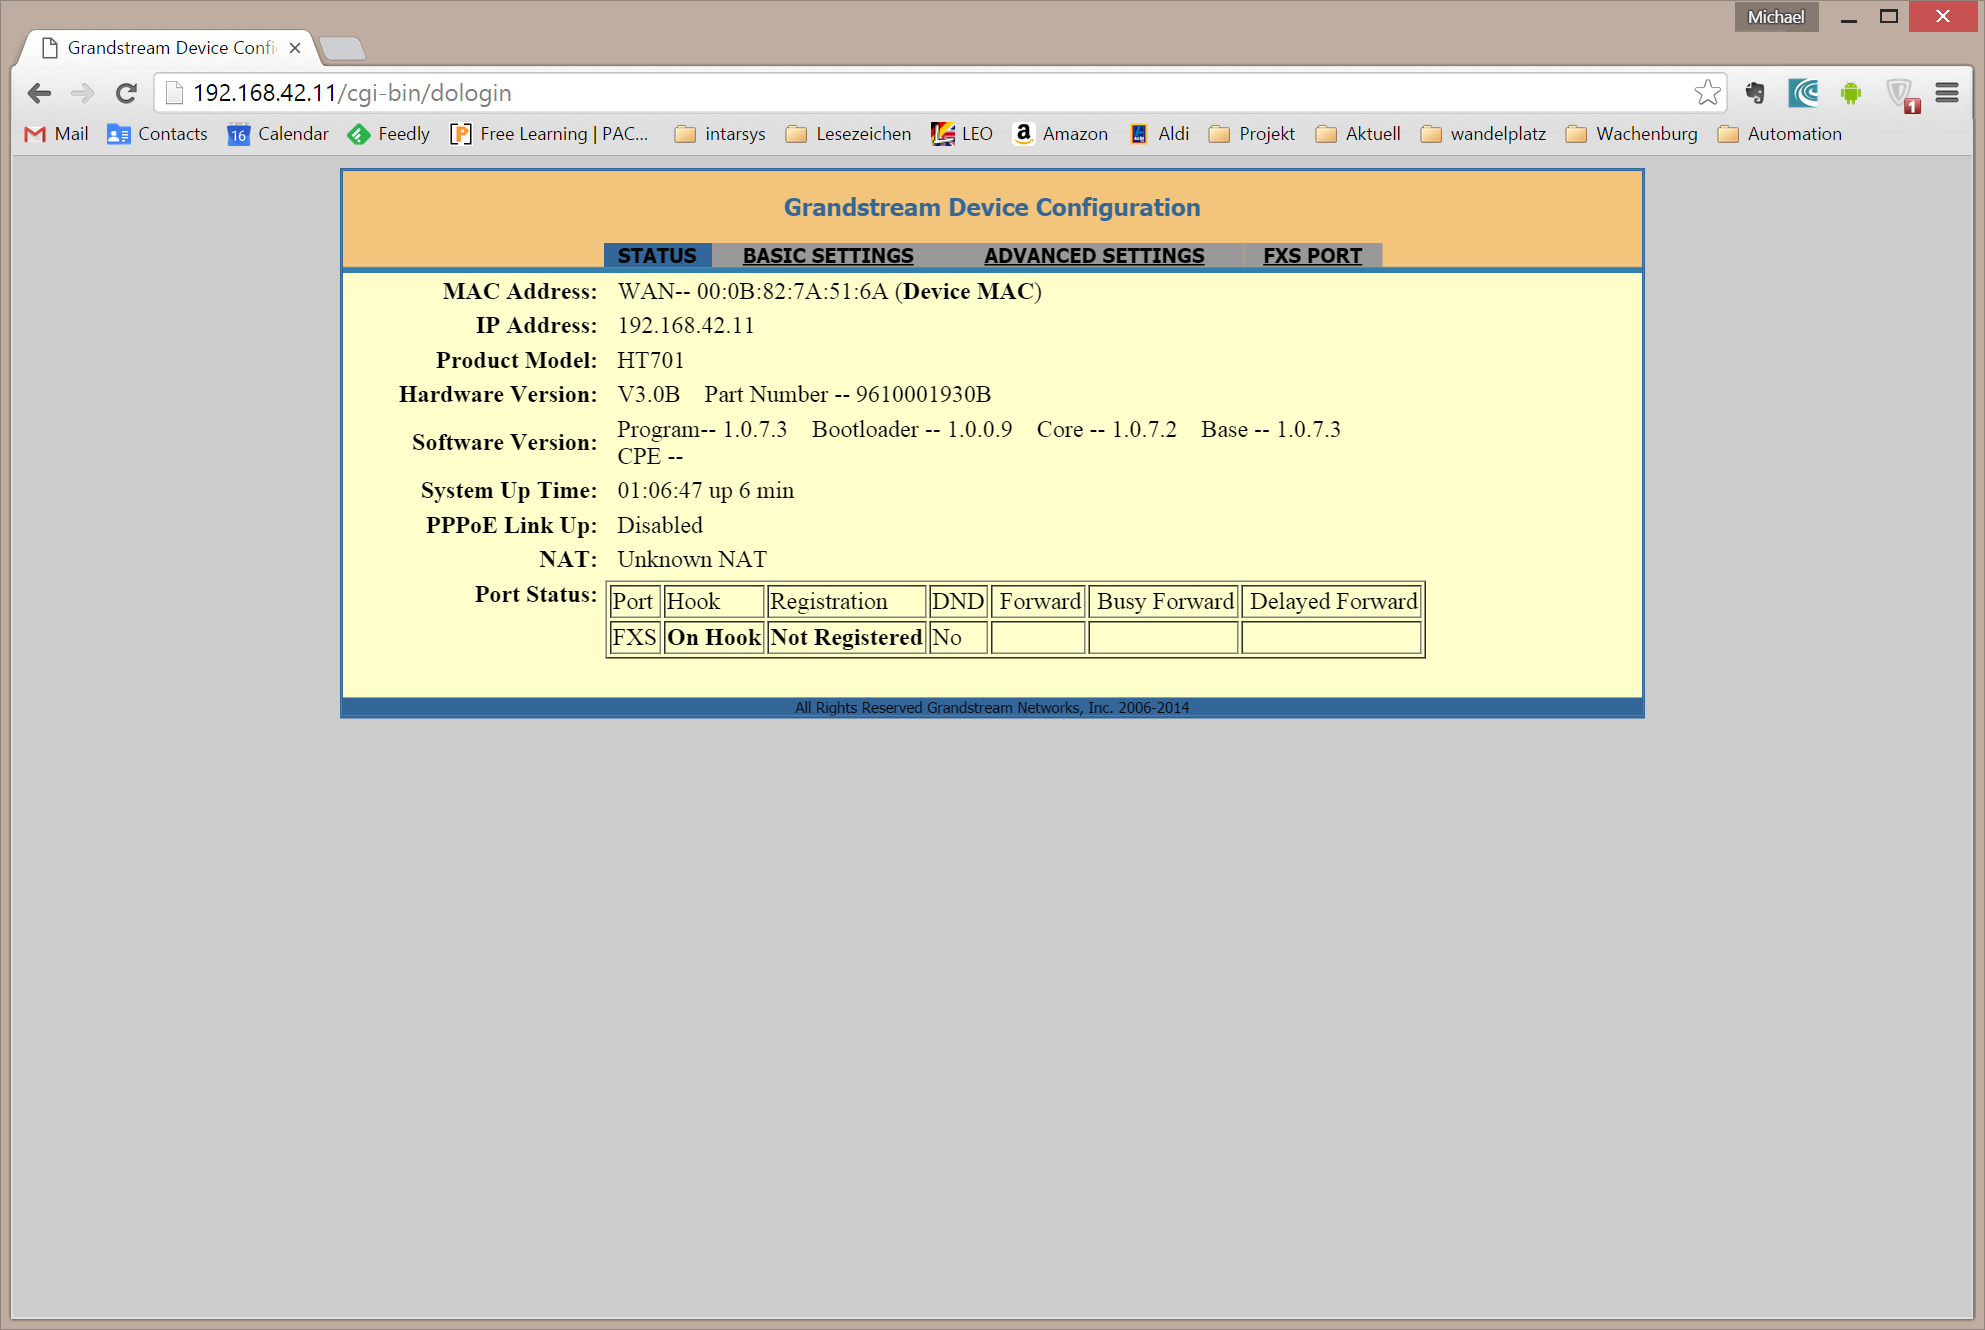 Michael
Grandstream Device Confi
192.168.42.11/cgi-bin/dologin
1
Mail Contacts 16 Calendar Feedly Free Learning | PAC... intarsys Lesezeichen LEO a Amazon Aldi Projekt Aktuell wandelplatz Wachenburg Automation
Grandstream Device Configuration
STATUS BASIC SETTINGS ADVANCED SETTINGS FXS PORT
MAC Address: WAN-- 00:0B:82:7A:51:6A (Device MAC)
IP Address: 192.168.42.11
Product Model: HT701
Hardware Version: V3.0B Part Number -- 9610001930B
Software Version: Program-- 1.0.7.3 Bootloader -- 1.0.0.9 Core -- 1.0.7.2 Base -- 1.0.7.3
CPE --
System Up Time: 01:06:47 up 6 min
PPPoE Link Up: Disabled
NAT: Unknown NAT
Port Status: Port Hook Registration DND Forward Busy Forward Delayed Forward
FXS On Hook Not Registered No
All Rights Reserved Grandstream Networks, Inc. 2006-2014